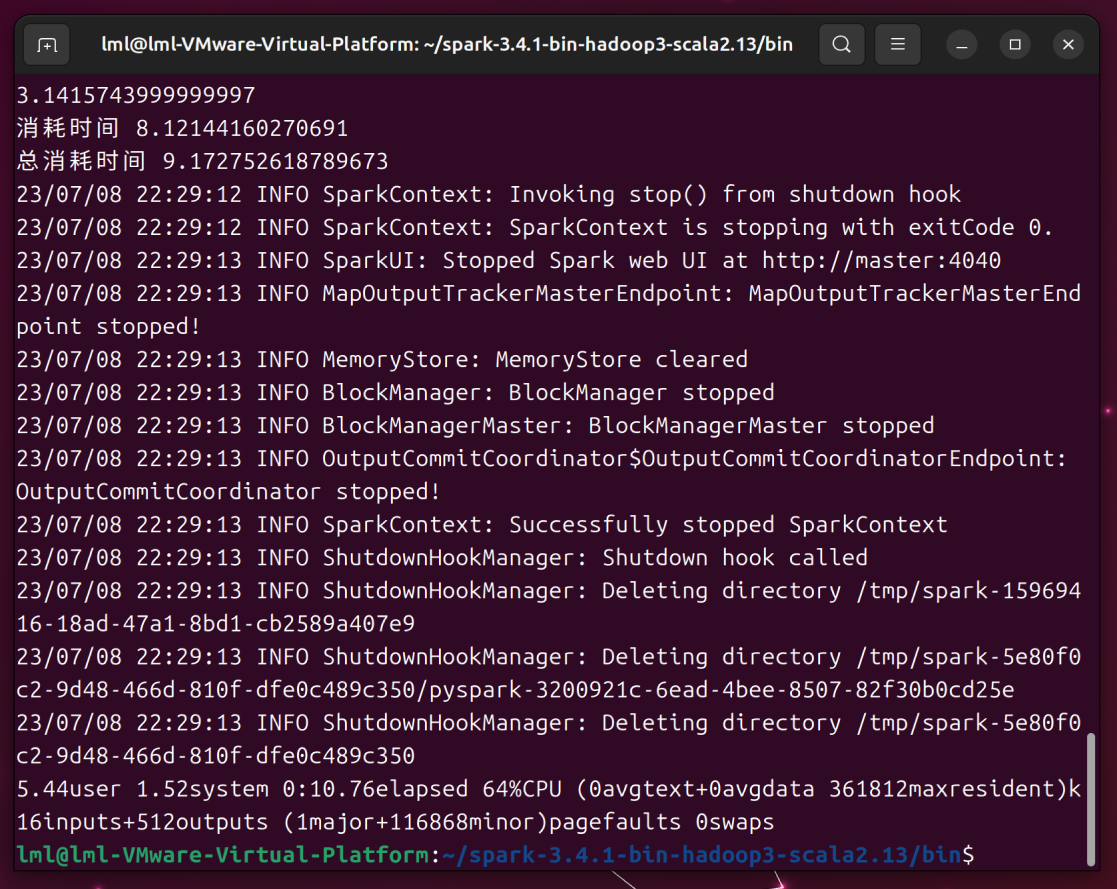 lml@lml-VMware-Virtual-Platform: ~/spark-3.4.1-bin-hadoop3-scala2.13/bin
3.1415743999999997
消耗时间 8.12144160270691
总消耗时间 9.172752618789673
23/07/08 22:29:12 INFO SparkContext: Invoking stop() from shutdown hook
23/07/08 22:29:12 INFO SparkContext: SparkContext is stopping with exitCode 0.
23/07/08 22:29:13 INFO SparkUI: Stopped Spark web UI at http://master:4040
23/07/08 22:29:13 INFO MapOutputTrackerMasterEndpoint: MapOutputTrackerMasterEnd
point stopped!
23/07/08 22:29:13 INFO MemoryStore: MemoryStore cleared
23/07/08 22:29:13 INFO BlockManager: BlockManager stopped
23/07/08 22:29:13 INFO BlockManagerMaster: BlockManagerMaster stopped
23/07/08 22:29:13 INFO OutputCommitCoordinator$OutputCommitCoordinatorEndpoint:
OutputCommitCoordinator stopped!
23/07/08 22:29:13 INFO SparkContext: Successfully stopped SparkContext
23/07/08 22:29:13 INFO ShutdownHookManager: Shutdown hook called
23/07/08 22:29:13 INFO ShutdownHookManager: Deleting directory /tmp/spark-159694
16-18ad-47a1-8bd1-cb2589a407e9
23/07/08 22:29:13 INFO ShutdownHookManager: Deleting directory /tmp/spark-5e80f0
c2-9d48-466d-810f-dfe0c489c350/pyspark-3200921c-6ead-4bee-8507-82f30b0cd25e
23/07/08 22:29:13 INFO ShutdownHookManager: Deleting directory /tmp/spark-5e80f0
c2-9d48-466d-810f-dfe0c489c350
5.44user 1.52system 0:10.76elapsed 64%CPU (0avgtext+0avgdata 361812maxresident)k
16inputs+512outputs (1major+116868minor)pagefaults 0swaps
lml@lml-VMware-Virtual-Platform:~/spark-3.4.1-bin-hadoop3-scala2.13/bin$